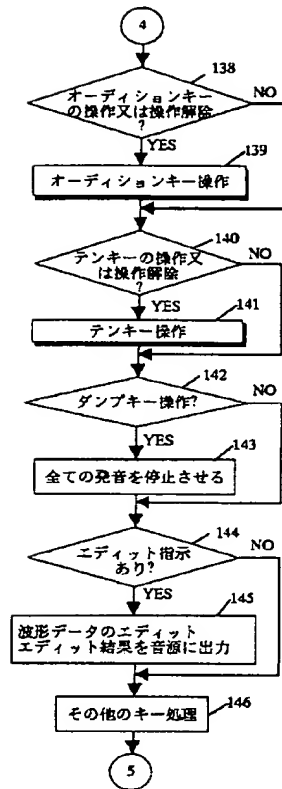 4
138
オーディションキー
の操作又は操作解除
?
NO
YES
139
オーディションキー操作
140
テンキーの操作又
は操作解除
?
NO
YES
141
テンキー操作
142
ダンプキー操作?
NO
YES
143
全ての発音を停止させる
144
エディット指示
あり?
NO
YES
145
波形データのエディット
エディット結果を音源に出力
146
その他のキー処理
5